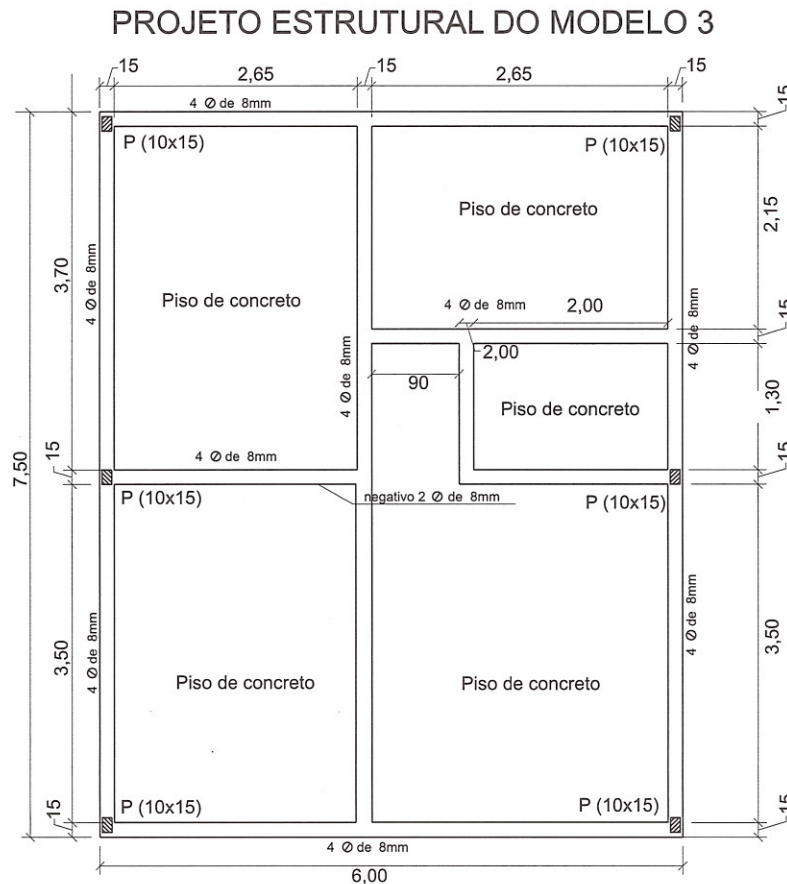 PROJETO ESTRUTURAL DO MODELO 3
15
2,65
15
2,65
15
4 Ø de 8mm
15
P (10x15)
P (10x15)
Piso de concreto
2,15
3,70
4 Ø de 8mm
Piso de concreto
4 Ø de 8mm
2,00
4 Ø de 8mm
15
2,00
4 Ø de 8mm
90
1,30
Piso de concreto
7,50
15
4 Ø de 8mm
15
P (10x15)
negativo 2 Ø de 8mm
P (10x15)
4 Ø de 8mm
3,50
4 Ø de 8mm
3,50
Piso de concreto
Piso de concreto
15
P (10x15)
P (10x15)
15
4 Ø de 8mm
6,00